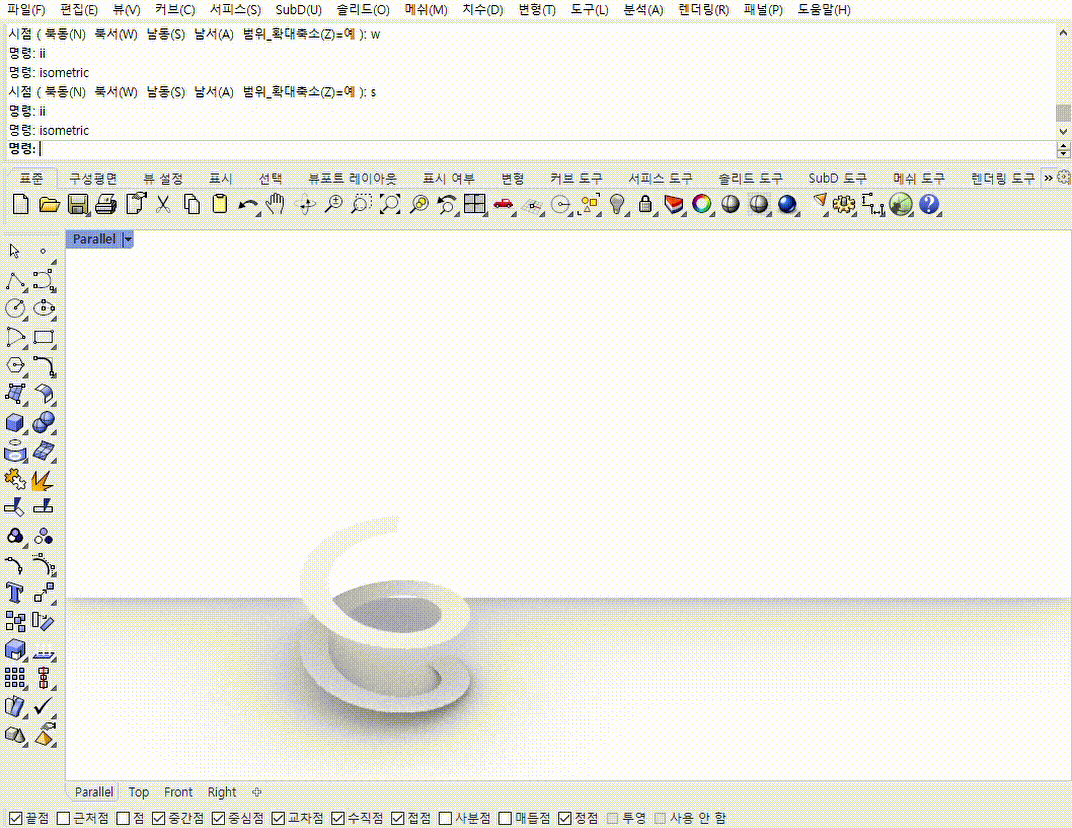 파일(F) 편집(E) 뷰(V) 커브(C) 서피스(S) SubD(U) 솔리드(O) 메쉬(M) 치수(D) 변형(T) 도구(L) 분석(A) 렌더링(R) 패널(P) 도움말(H)
시점 ( 북동(N) 북서(W) 남동(S) 남서(A) 범위_확대축소(Z)=예 ): w
명령: ii
명령: isometric
시점 ( 북동(N) 북서(W) 남동(S) 남서(A) 범위_확대축소(Z)=예 ): s
명령: ii
명령: isometric
명령:
표준 구성평면 뷰 설정 표시 선택 뷰포트 레이아웃 표시 여부 변형 커브 도구 서피스 도구 솔리드 도구 SubD 도구 메쉬 도구 렌더링 도구 »
Parallel
Parallel Top Front Right
끝점 근처점 점 중간점 중심점 교차점 수직점 접점 사분점 매듭점 정점 투영 사용 안 함